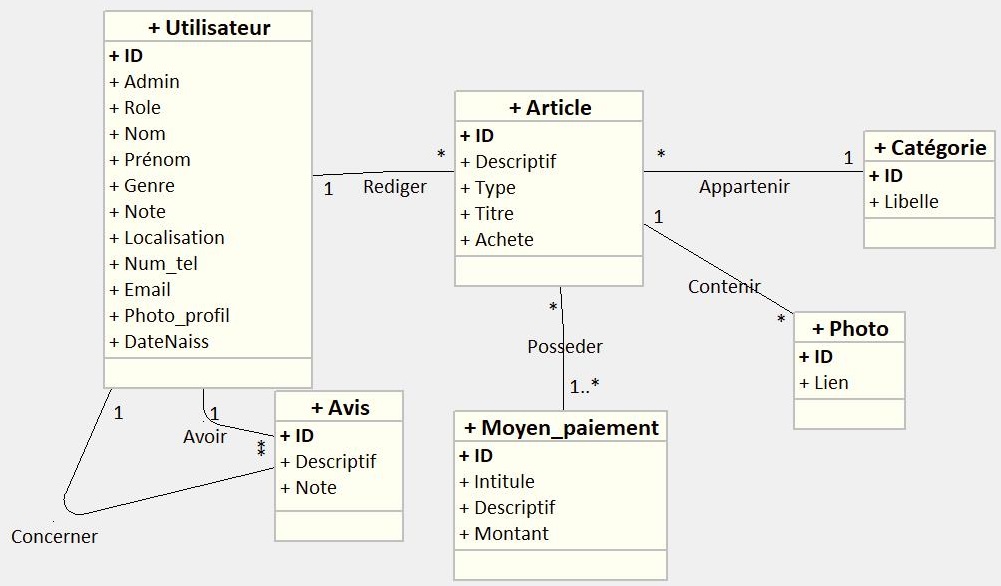 + Utilisateur
+ ID
+ Admin
+ Role
+ Nom
+ Prénom
+ Genre
+ Note
+ Localisation
+ Num_tel
+ Email
+ Photo_profil
+ DateNaiss
1
Rediger
*
+ Article
+ ID
+ Descriptif
+ Type
+ Titre
+ Achete
*
Appartenir
1
+ Catégorie
+ ID
+ Libelle
1
Contenir
*
+ Photo
+ ID
+ Lien
*
Posseder
1..*
+ Moyen_paiement
+ ID
+ Intitule
+ Descriptif
+ Montant
1
Avoir
*
+ Avis
+ ID
+ Descriptif
+ Note
1
*
Concerner